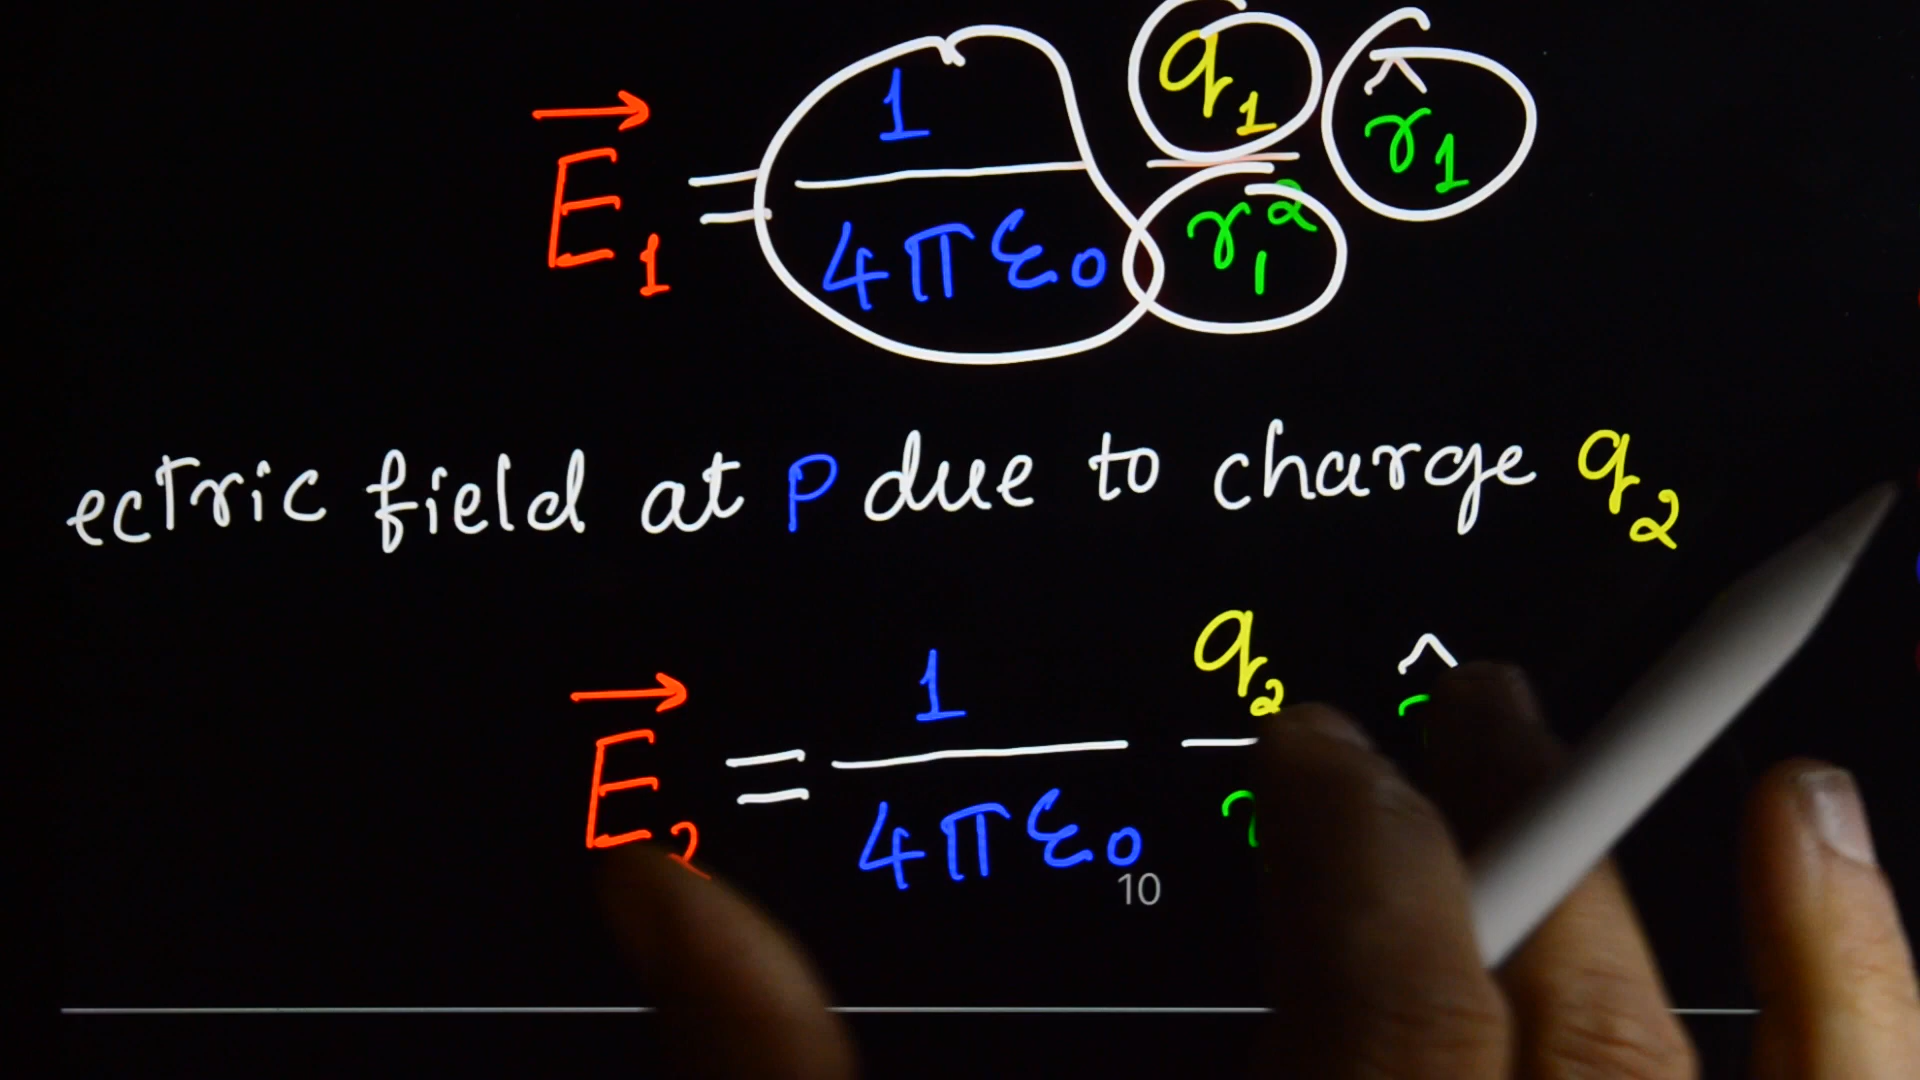 E₁ = 1/4πε₀ q₁/r₁² r̂₁
ectric field at P due to charge q₂
E₂ = 1/4πε₀ q₂
10